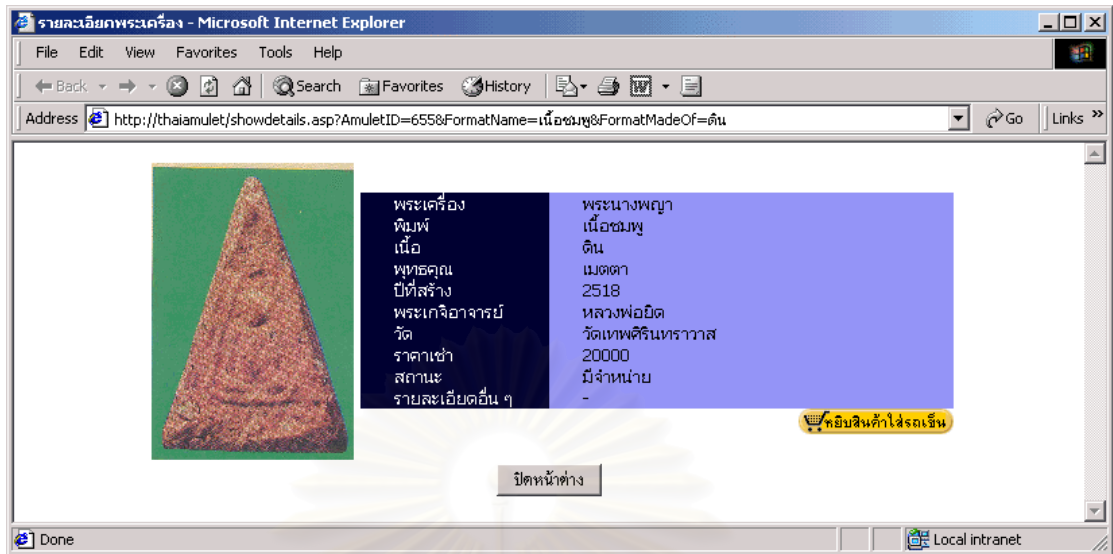 รายละเอียดพระเครื่อง - Microsoft Internet Explorer
File Edit View Favorites Tools Help
Back Search Favorites History
Address http://thaiamulet/showdetails.asp?AmuletID=655&FormatName=เนื้อชมพู&FormatMadeOf=ดิน Go Links »
พระเครื่อง พระนางพญา
พิมพ์ เนื้อชมพู
เนื้อ ดิน
พุทธคุณ เมตตา
ปีที่สร้าง 2518
พระเกจิอาจารย์ หลวงพ่อยิด
วัด วัดเทพศิรินทราวาส
ราคาเช่า 20000
สถานะ มีจำหน่าย
รายละเอียดอื่น ๆ -
หยิบสินค้าใส่รถเข็น
ปิดหน้าต่าง
Done Local intranet